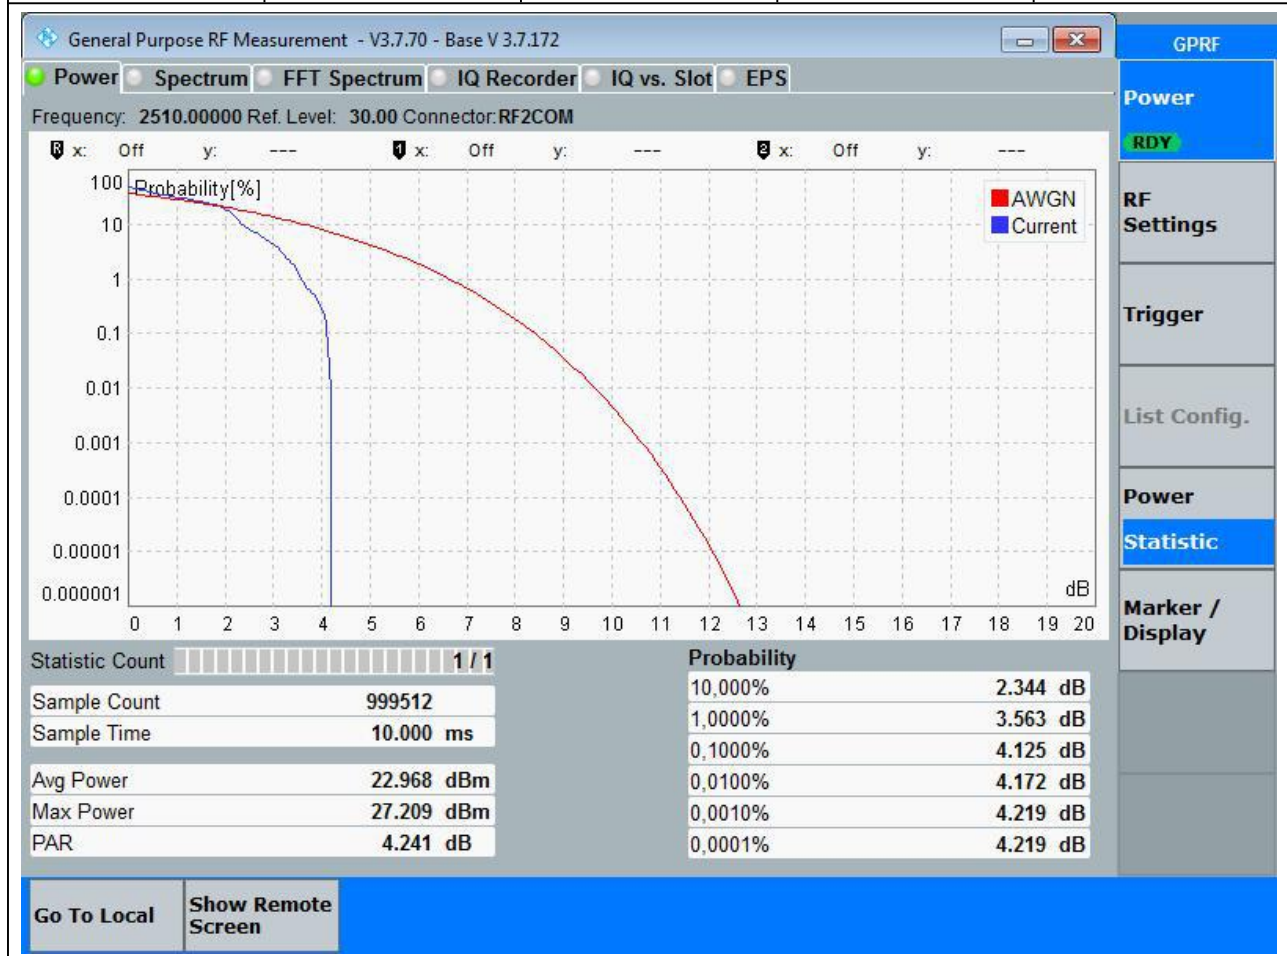 General Purpose RF Measurement - V3.7.70 - Base V 3.7.172
GPRF
Power Spectrum FFT Spectrum IQ Recorder IQ vs. Slot EPS
Frequency: 2510.00000 Ref. Level: 30.00 Connector: RF2COM
R x: Off y: --- 1 x: Off y: --- 2 x: Off y: ---
Probability[%]
AWGN
Current
100
10
1
0.1
0.01
0.001
0.0001
0.00001
0.000001
dB
0 1 2 3 4 5 6 7 8 9 10 11 12 13 14 15 16 17 18 19 20
Statistic Count 1 / 1
Sample Count 999512
Sample Time 10.000 ms
Avg Power 22.968 dBm
Max Power 27.209 dBm
PAR 4.241 dB
Probability
10,000% 2.344 dB
1,0000% 3.563 dB
0,1000% 4.125 dB
0,0100% 4.172 dB
0,0010% 4.219 dB
0,0001% 4.219 dB
Power
RDY
RF
Settings
Trigger
List Config.
Power
Statistic
Marker /
Display
Go To Local
Show Remote
Screen